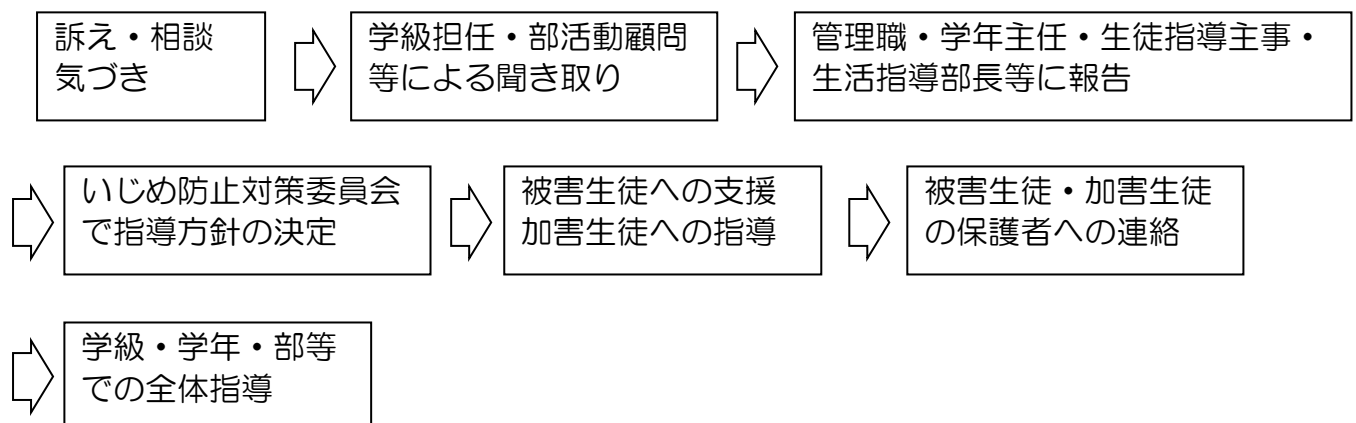 訴え・相談
気づき
学級担任・部活動顧問
等による聞き取り
管理職・学年主任・生徒指導主事・
生活指導部長等に報告
いじめ防止対策委員会
で指導方針の決定
被害生徒への支援
加害生徒への指導
被害生徒・加害生徒
の保護者への連絡
学級・学年・部等
での全体指導